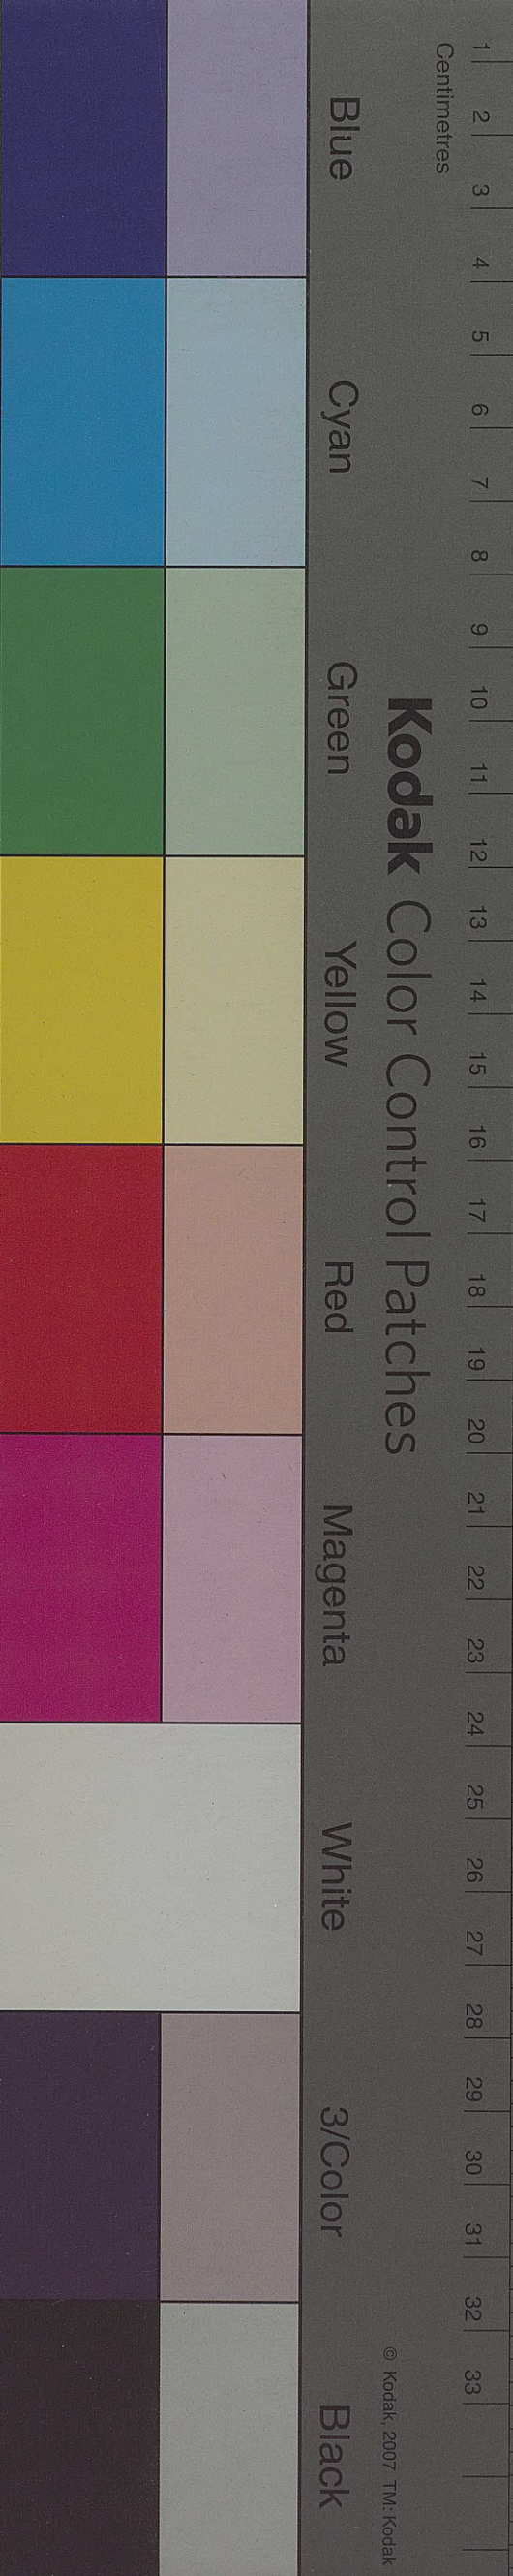 Centimetres
1 2 3 4 5 6 7 8 9 10 11 12 13 14 15 16 17 18 19 20 21 22 23 24 25 26 27 28 29 30 31 32 33
Kodak Color Control Patches
© Kodak, 2007 TM: Kodak
Blue Cyan Green Yellow Red Magenta White 3/Color Black